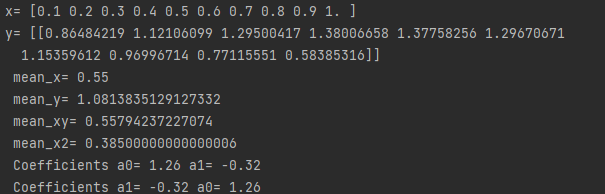 x= [0.1 0.2 0.3 0.4 0.5 0.6 0.7 0.8 0.9 1. ]
y= [[0.86484219 1.12106099 1.29500417 1.38006658 1.37758256 1.29670671
1.15359612 0.96996714 0.77115551 0.58385316]]
mean_x= 0.55
mean_y= 1.0813835129127332
mean_xy= 0.55794237227074
mean_x2= 0.38500000000000006
Coefficients a0= 1.26 a1= -0.32
Coefficients a1= -0.32 a0= 1.26